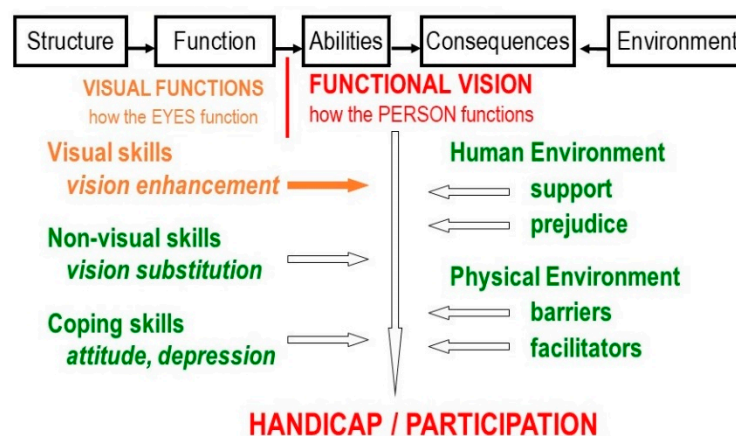 Structure Function Abilities Consequences Environment
VISUAL FUNCTIONS
how the EYES function
FUNCTIONAL VISION
how the PERSON functions
Visual skills
vision enhancement
Non-visual skills
vision substitution
Coping skills
attitude, depression
Human Environment
support
prejudice
Physical Environment
barriers
facilitators
HANDICAP / PARTICIPATION